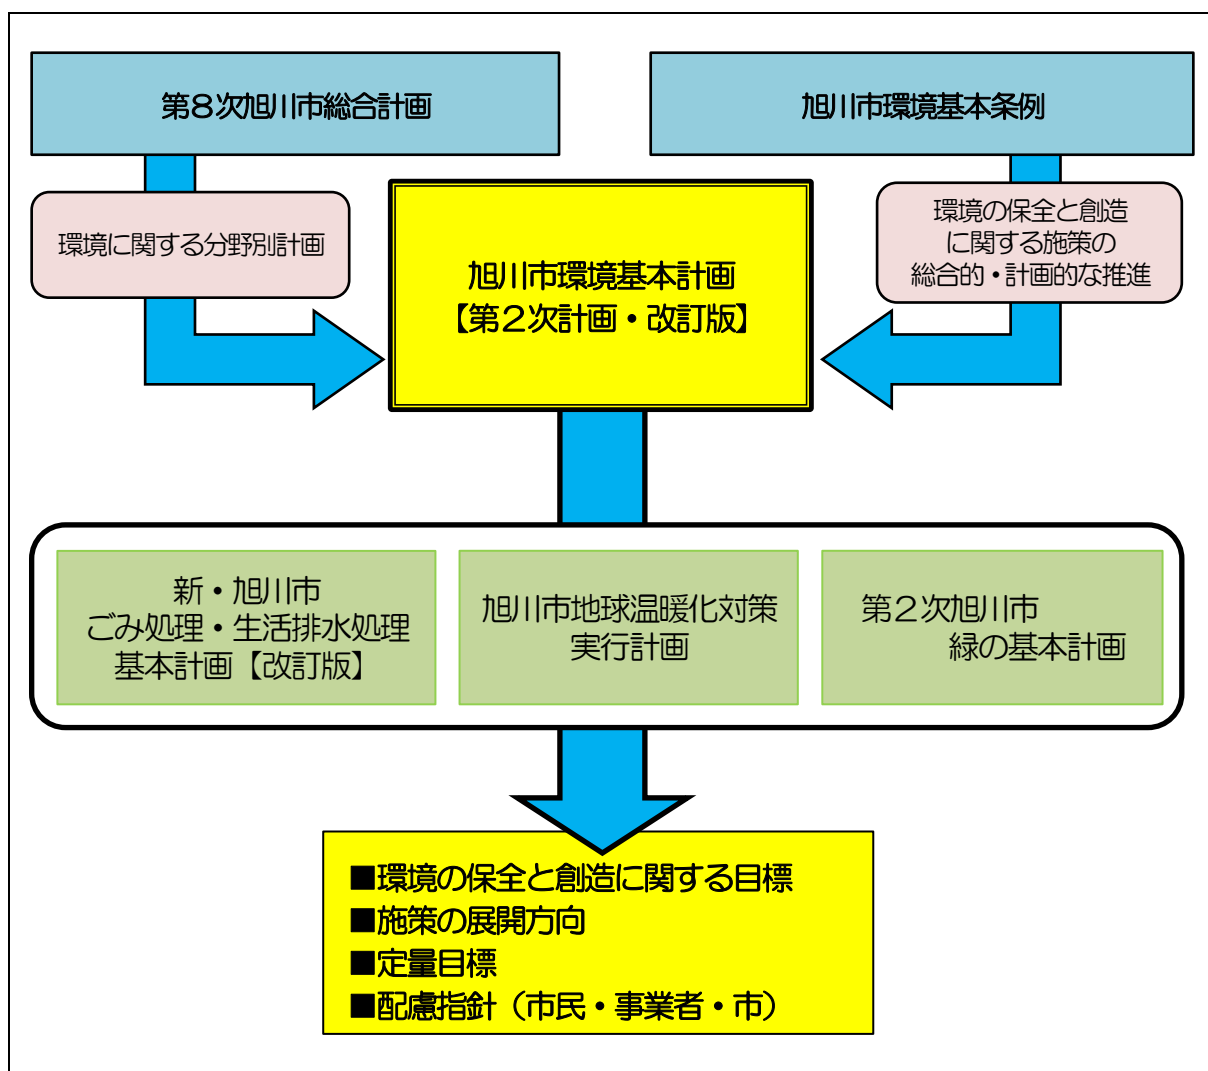 第８次旭川市総合計画
旭川市環境基本条例
環境に関する分野別計画
環境の保全と創造
に関する施策の
総合的・計画的な推進
旭川市環境基本計画
【第２次計画・改訂版】
新・旭川市
ごみ処理・生活排水処理
基本計画【改訂版】
旭川市地球温暖化対策
実行計画
第２次旭川市
緑の基本計画
■環境の保全と創造に関する目標
■施策の展開方向
■定量目標
■配慮指針（市民・事業者・市）